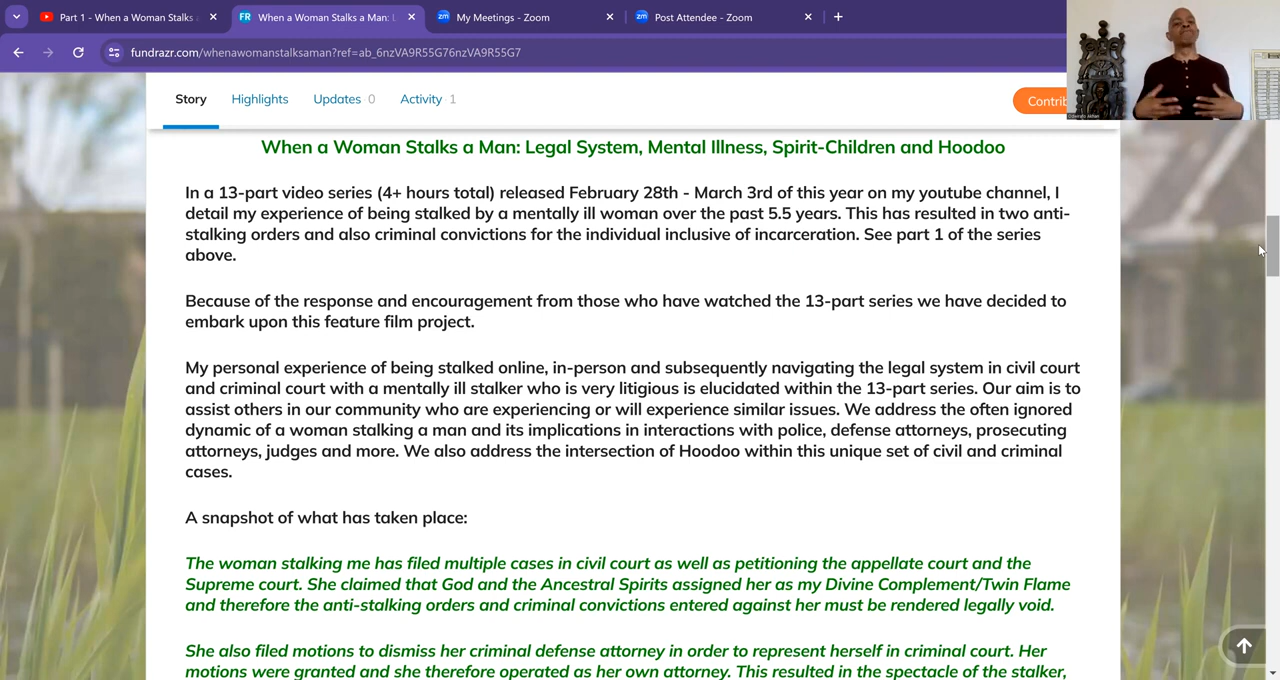 Part 1 - When a Woman Stalks a
When a Woman Stalks a Man: L
My Meetings - Zoom
Post Attendee - Zoom
fundrazr.com/whenawomanstalksaman?ref=ab_6nzVA9R55G76nzVA9R55G7
Story
Highlights
Updates 0
Activity 1
Contrib
When a Woman Stalks a Man: Legal System, Mental Illness, Spirit-Children and Hoodoo
In a 13-part video series (4+ hours total) released February 28th - March 3rd of this year on my youtube channel, I
detail my experience of being stalked by a mentally ill woman over the past 5.5 years. This has resulted in two anti-
stalking orders and also criminal convictions for the individual inclusive of incarceration. See part 1 of the series
above.
Because of the response and encouragement from those who have watched the 13-part series we have decided to
embark upon this feature film project.
My personal experience of being stalked online, in-person and subsequently navigating the legal system in civil court
and criminal court with a mentally ill stalker who is very litigious is elucidated within the 13-part series. Our aim is to
assist others in our community who are experiencing or will experience similar issues. We address the often ignored
dynamic of a woman stalking a man and its implications in interactions with police, defense attorneys, prosecuting
attorneys, judges and more. We also address the intersection of Hoodoo within this unique set of civil and criminal
cases.
A snapshot of what has taken place:
The woman stalking me has filed multiple cases in civil court as well as petitioning the appellate court and the
Supreme court. She claimed that God and the Ancestral Spirits assigned her as my Divine Complement/Twin Flame
and therefore the anti-stalking orders and criminal convictions entered against her must be rendered legally void.
She also filed motions to dismiss her criminal defense attorney in order to represent herself in criminal court. Her
motions were granted and she therefore operated as her own attorney. This resulted in the spectacle of the stalker,